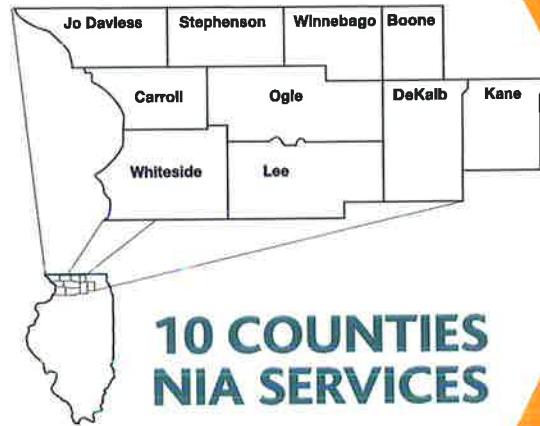 Jo Daviess Stephenson Winnebago Boone
Carroll Ogle DeKalb Kane
Whiteside Lee
10 COUNTIES
NIA SERVICES